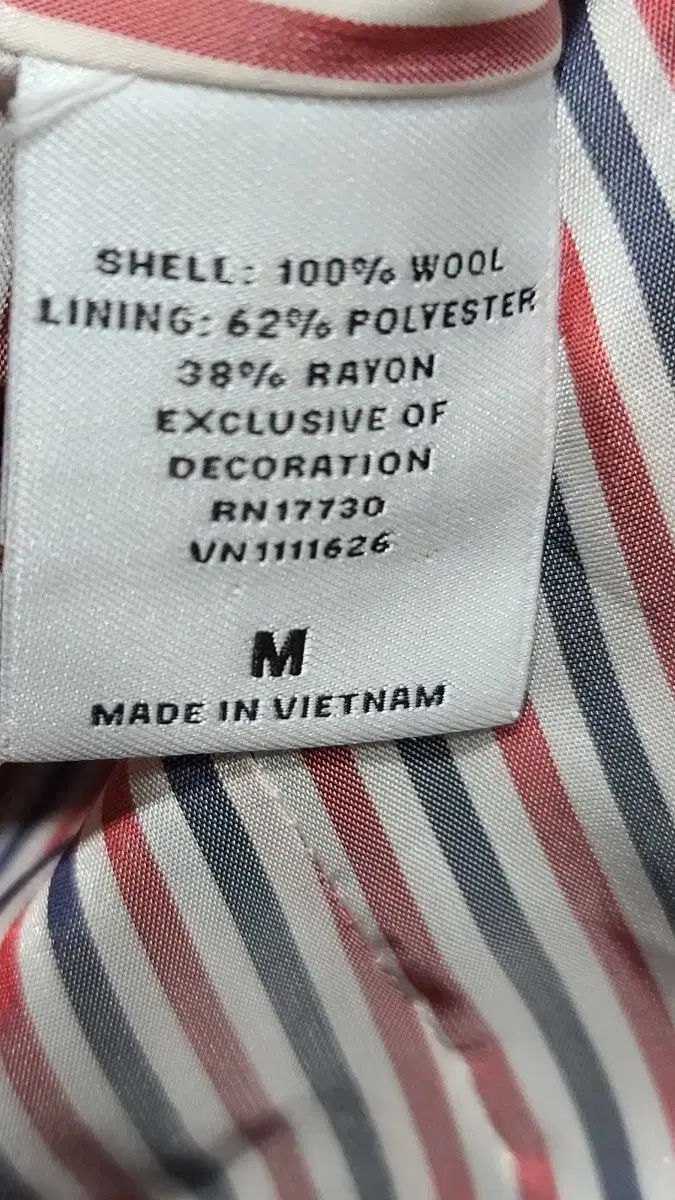 SHELL: 100% WOOL
LINING: 62% POLYESTER
38% RAYON
EXCLUSIVE OF
DECORATION
RN17730
VN1111626
M
MADE IN VIETNAM